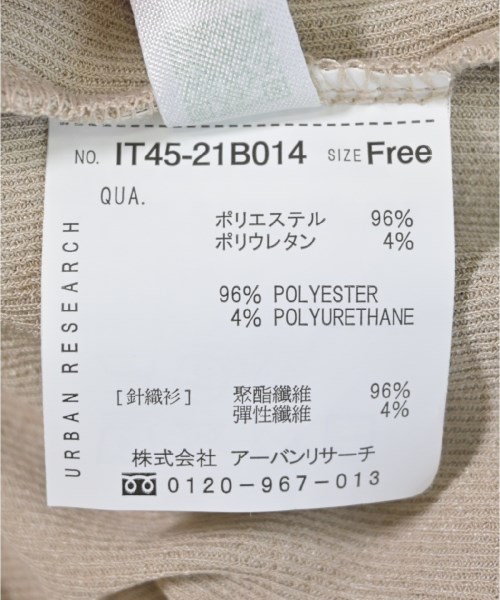 NO. IT45-21B014 SIZE Free
QUA.
ポリエステル 96%
ポリウレタン 4%
96% POLYESTER
4% POLYURETHANE
[針織衫] 聚酯纖維 96%
彈性纖維 4%
株式会社 アーバンリサーチ
0120-967-013
URBAN RESEARCH